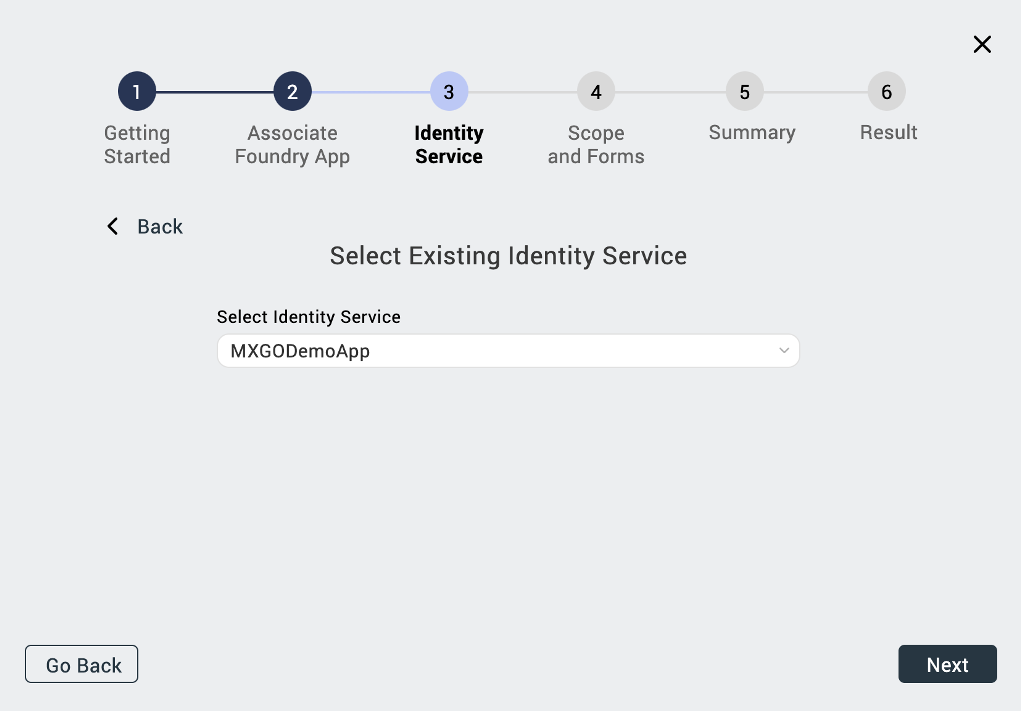 1 2 3 4 5 6
Getting Started
Associate Foundry App
Identity Service
Scope and Forms
Summary
Result
Back
Select Existing Identity Service
Select Identity Service
MXGODemoApp
Go Back
Next